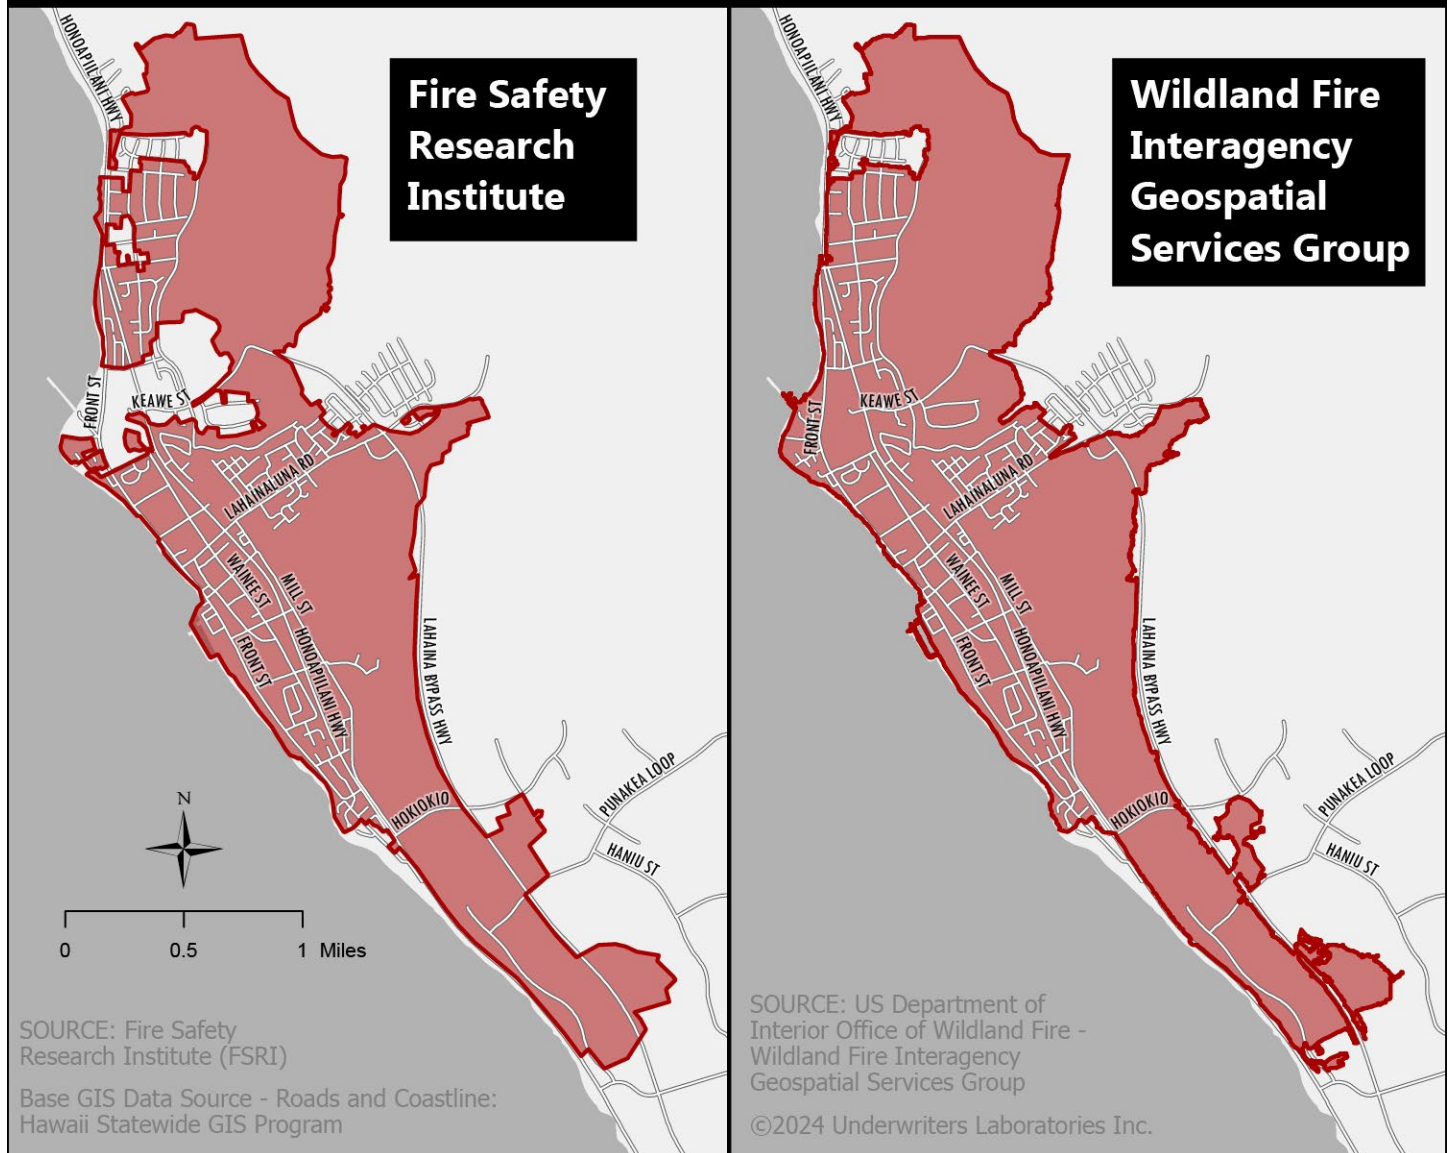 HONOAPIILANI HWY
Fire Safety
Research
Institute
FRONT ST
KEAWE ST
LAHAINALUNA RD
WAINEE ST
MILL ST
FRONT ST
HONOAPIILANI HWY
LAHAINA BYPASS HWY
HOKIOKIO
PUNAKEA LOOP
HANIU ST
N
0 0.5 1 Miles
SOURCE: Fire Safety
Research Institute (FSRI)
Base GIS Data Source - Roads and Coastline:
Hawaii Statewide GIS Program
HONOAPIILANI HWY
Wildland Fire
Interagency
Geospatial
Services Group
FRONT ST
KEAWE ST
LAHAINALUNA RD
WAINEE ST
MILL ST
FRONT ST
HONOAPIILANI HWY
LAHAINA BYPASS HWY
HOKIOKIO
PUNAKEA LOOP
HANIU ST
SOURCE: US Department of
Interior Office of Wildland Fire -
Wildland Fire Interagency
Geospatial Services Group
©2024 Underwriters Laboratories Inc.